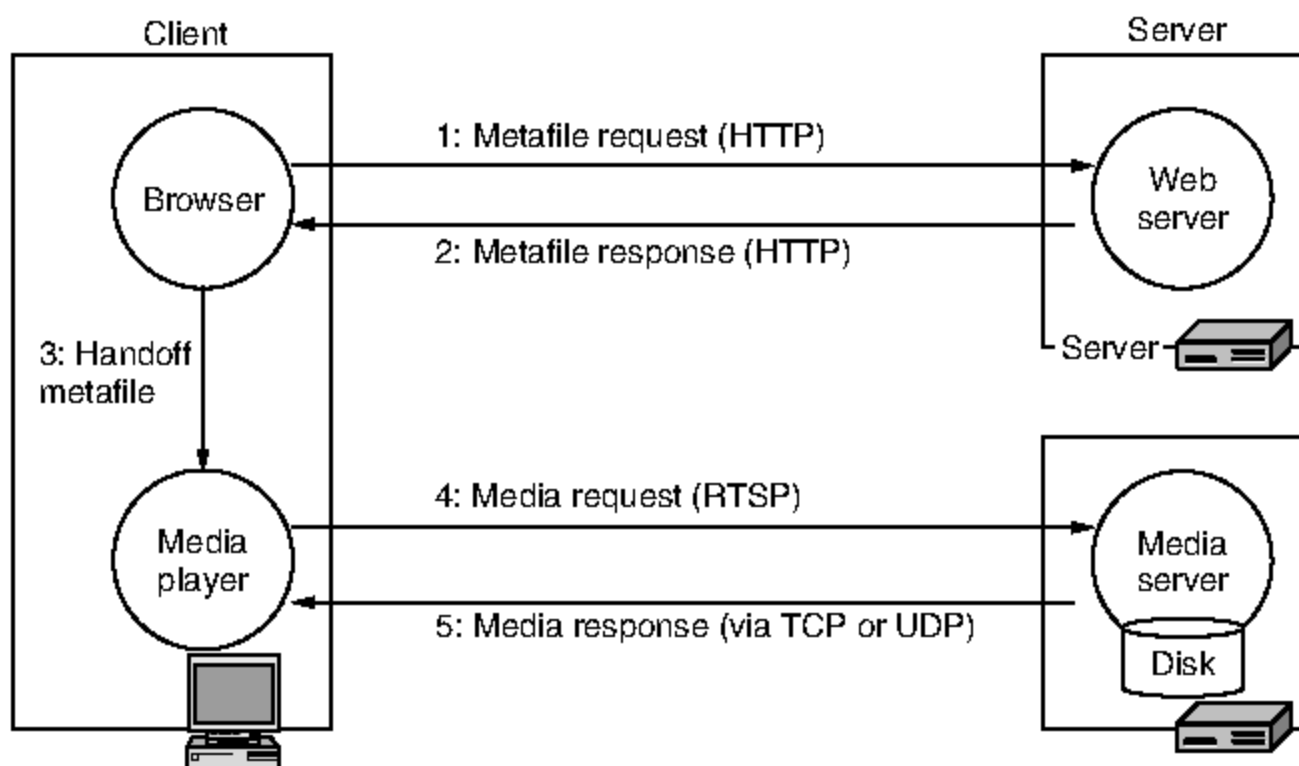 Client
Server
1: Metafile request (HTTP)
Browser
Web
server
2: Metafile response (HTTP)
3: Handoff
metafile
Server
4: Media request (RTSP)
Media
player
Media
server
5: Media response (via TCP or UDP)
Disk